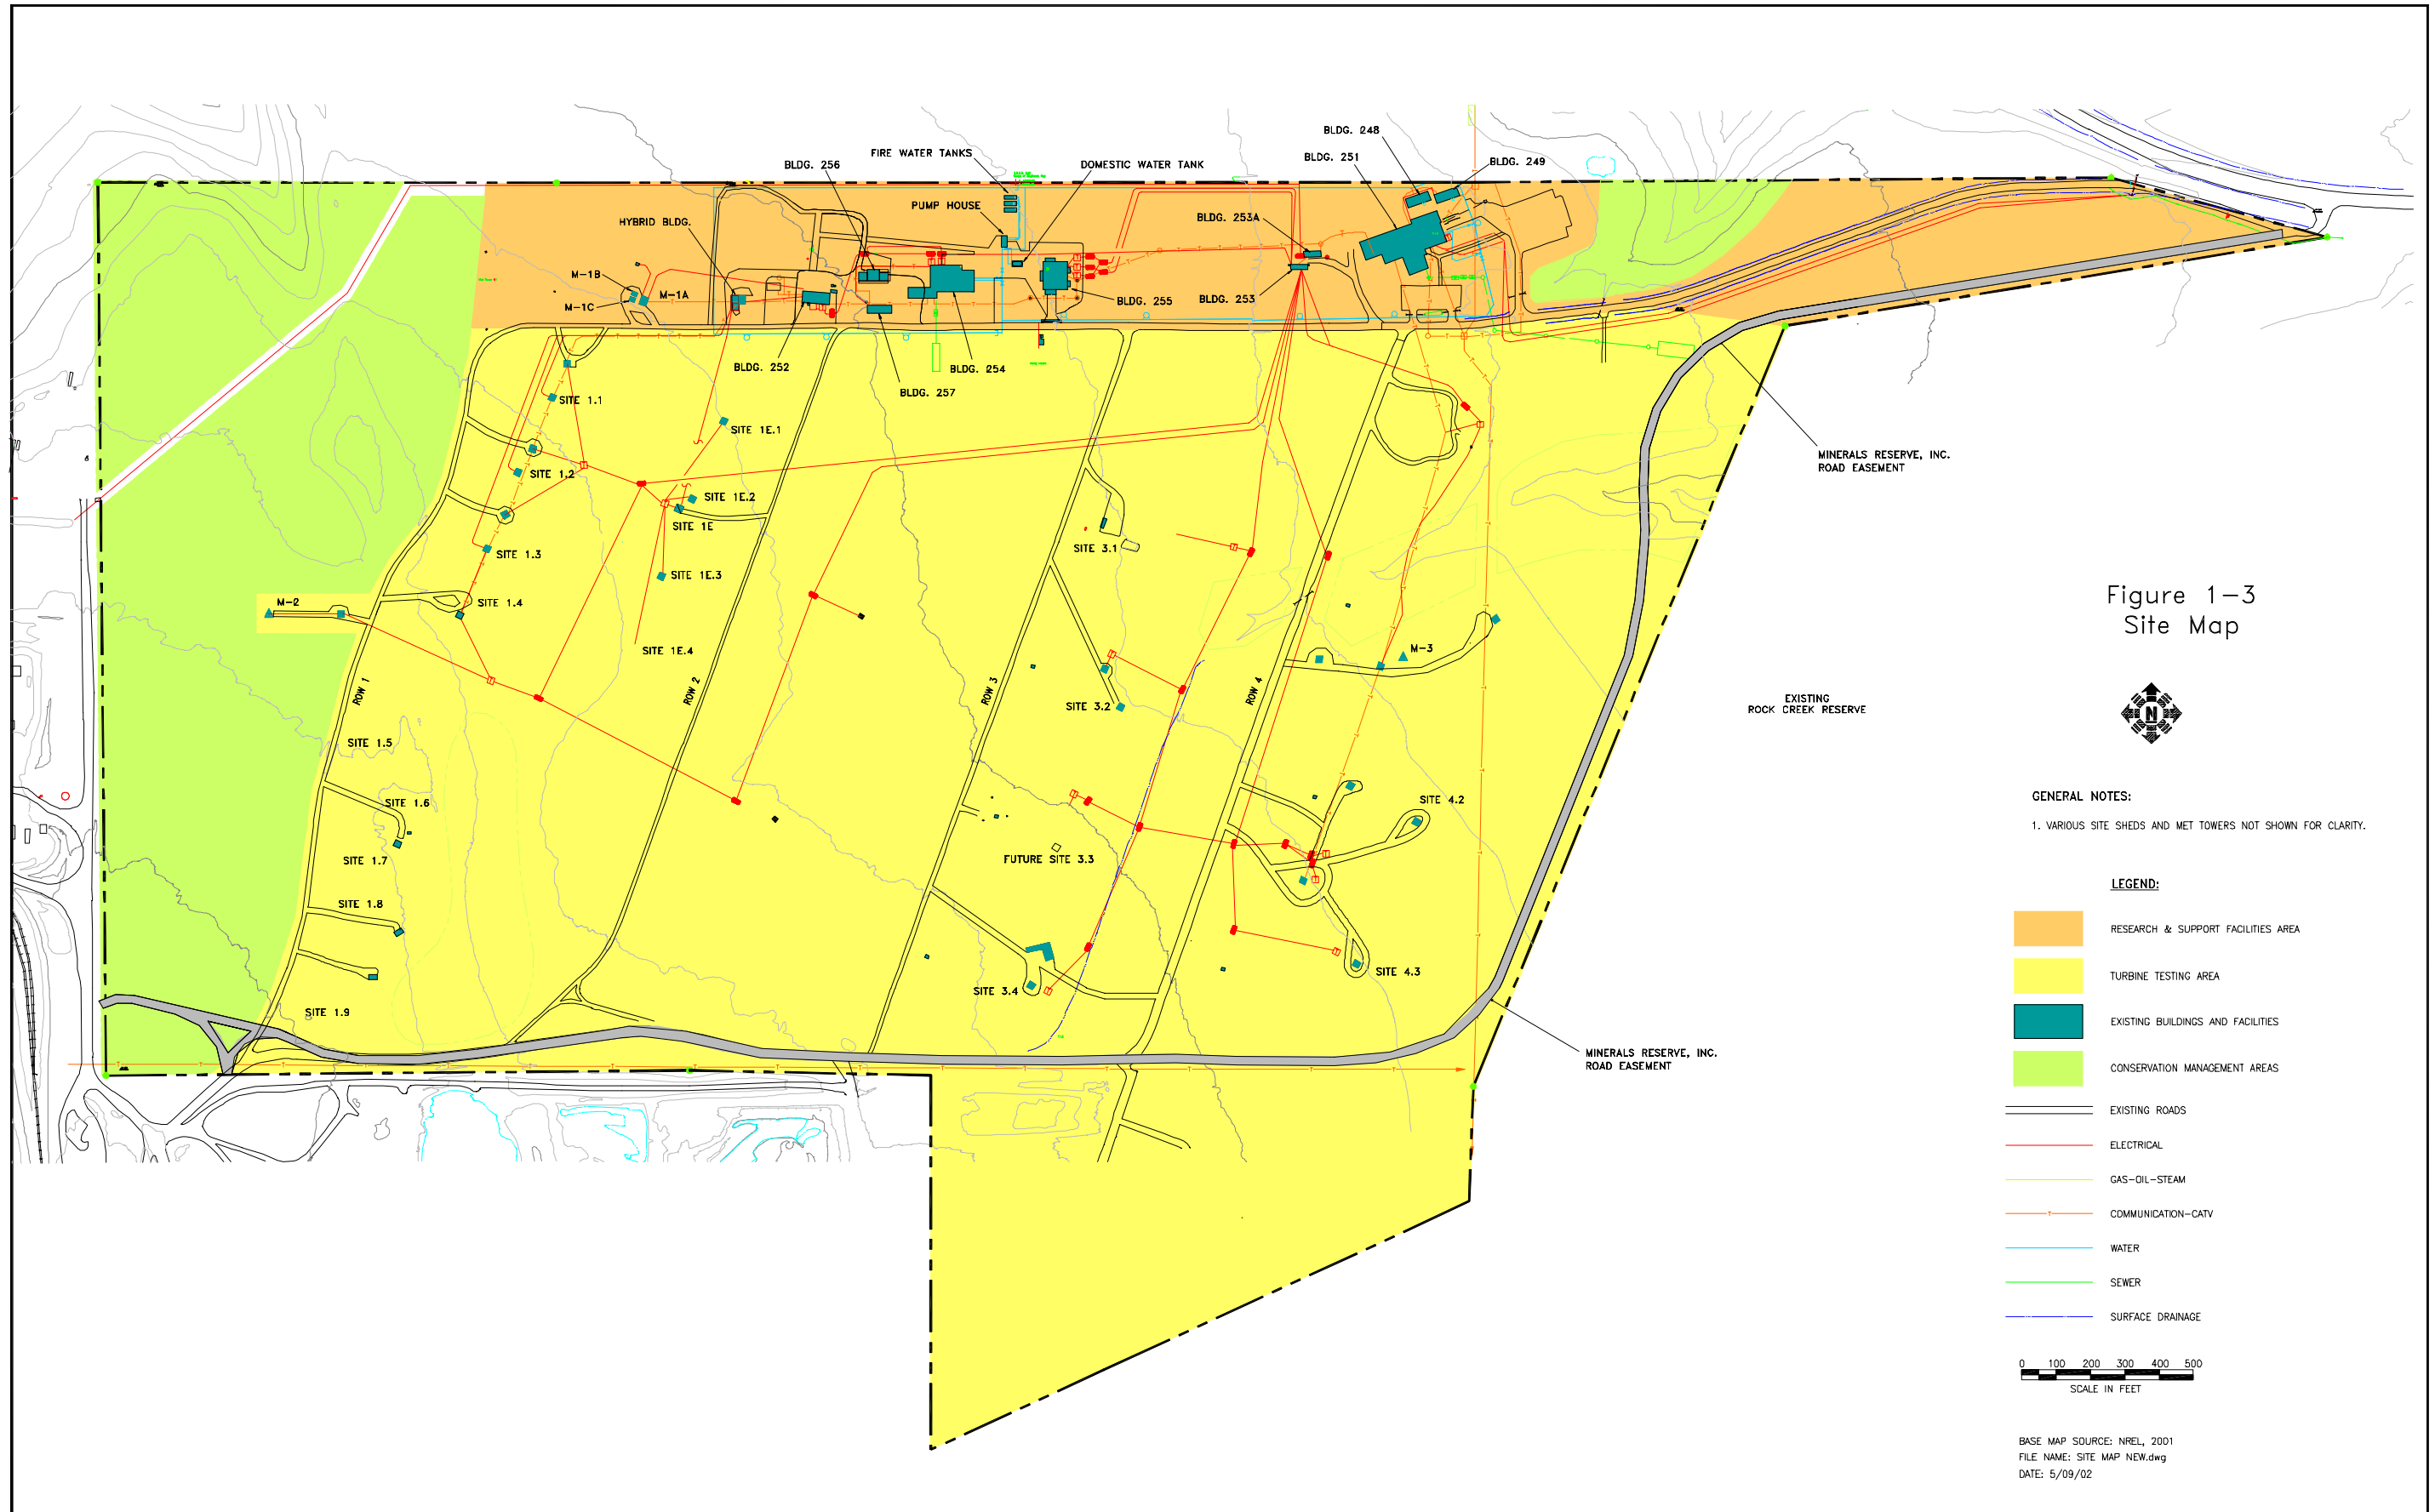 BLDG. 248
FIRE WATER TANKS
BLDG. 256
DOMESTIC WATER TANK
BLDG. 251
BLDG. 249
PUMP HOUSE
HYBRID BLDG.
BLDG. 253A
M-1B
M-1A
M-1C
BLDG. 255
BLDG. 253
BLDG. 252
BLDG. 254
BLDG. 257
SITE 1.1
SITE 1E.1
MINERALS RESERVE, INC.
ROAD EASEMENT
SITE 1.2
SITE 1E.2
SITE 1E
SITE 1.3
SITE 3.1
SITE 1E.3
M-2
SITE 1.4
SITE 1E.4
M-3
ROW 1
ROW 2
ROW 3
ROW 4
SITE 3.2
EXISTING
ROCK CREEK RESERVE
SITE 1.5
SITE 1.6
SITE 4.2
SITE 1.7
FUTURE SITE 3.3
SITE 1.8
SITE 4.3
SITE 3.4
SITE 1.9
MINERALS RESERVE, INC.
ROAD EASEMENT
Figure 1-3
Site Map
N
GENERAL NOTES:
1. VARIOUS SITE SHEDS AND MET TOWERS NOT SHOWN FOR CLARITY.
LEGEND:
RESEARCH & SUPPORT FACILITIES AREA
TURBINE TESTING AREA
EXISTING BUILDINGS AND FACILITIES
CONSERVATION MANAGEMENT AREAS
EXISTING ROADS
ELECTRICAL
GAS-OIL-STEAM
COMMUNICATION-CATV
WATER
SEWER
SURFACE DRAINAGE
0 100 200 300 400 500
SCALE IN FEET
BASE MAP SOURCE: NREL, 2001
FILE NAME: SITE MAP NEW.dwg
DATE: 5/09/02